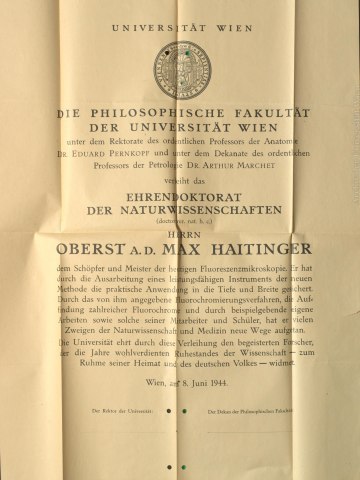 UNIVERSITÄT WIEN
DIE PHILOSOPHISCHE FAKULTÄT
DER UNIVERSITÄT WIEN
unter dem Rektorate des ordentlichen Professors der Anatomie
DR. EDUARD PERNKOPF und unter dem Dekanate des ordentlichen
Professors der Petrologie DR. ARTHUR MARCHET
verleiht das
EHRENDOKTORAT
DER NATURWISSENSCHAFTEN
(doctor rer. nat. h. c.)
HERRN
OBERST A.D. MAX HAITINGER
dem Schöpfer und Meister der heutigen Fluoreszenzmikroskopie. Er hat
durch die Ausarbeitung eines leistungsfähigen Instruments der neuen
Methode die praktische Anwendung in die Tiefe und Breite gesichert.
Durch das von ihm angegebene Fluorochromierungsverfahren, die Auf-
findung zahlreicher Fluorochrome und durch beispielgebende eigene
Arbeiten sowie solche seiner Mitarbeiter und Schüler, hat er vielen
Zweigen der Naturwissenschaft und Medizin neue Wege aufgetan.
Die Universität ehrt durch diese Verleihung den begeisterten Forscher,
der die Jahre wohlverdienten Ruhestandes der Wissenschaft — zum
Ruhme seiner Heimat und des deutschen Volkes — widmet.
Wien, am 8. Juni 1944.
Der Rektor der Universität:
Der Dekan der Philosophischen Fakultät: